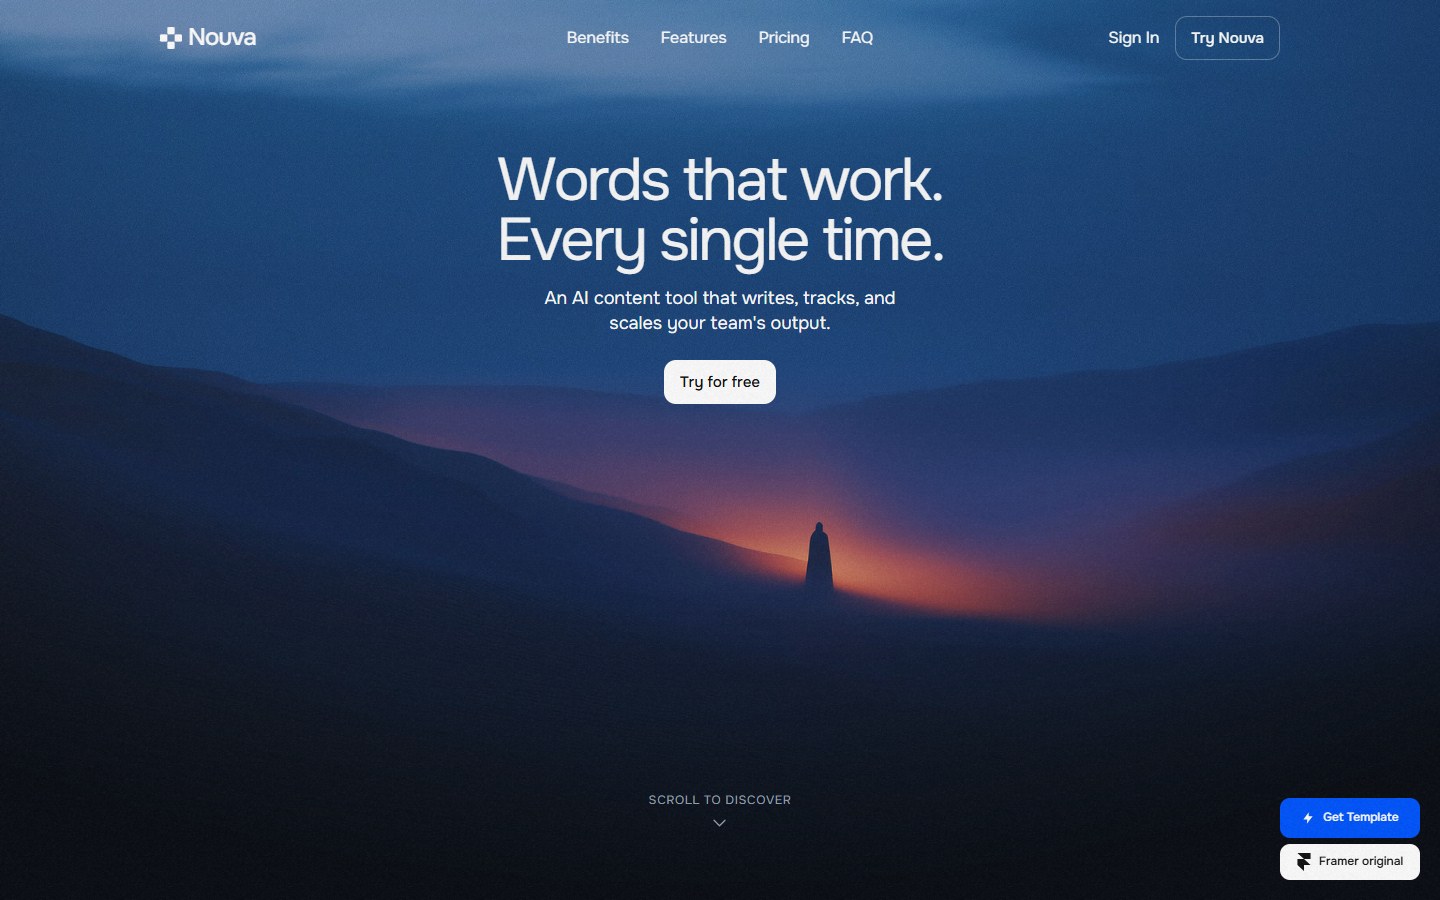 Nouva
Benefits
Features
Pricing
FAQ
Sign In
Try Nouva
Words that work.
Every single time.
An AI content tool that writes, tracks, and
scales your team's output.
Try for free
SCROLL TO DISCOVER
Get Template
Framer original